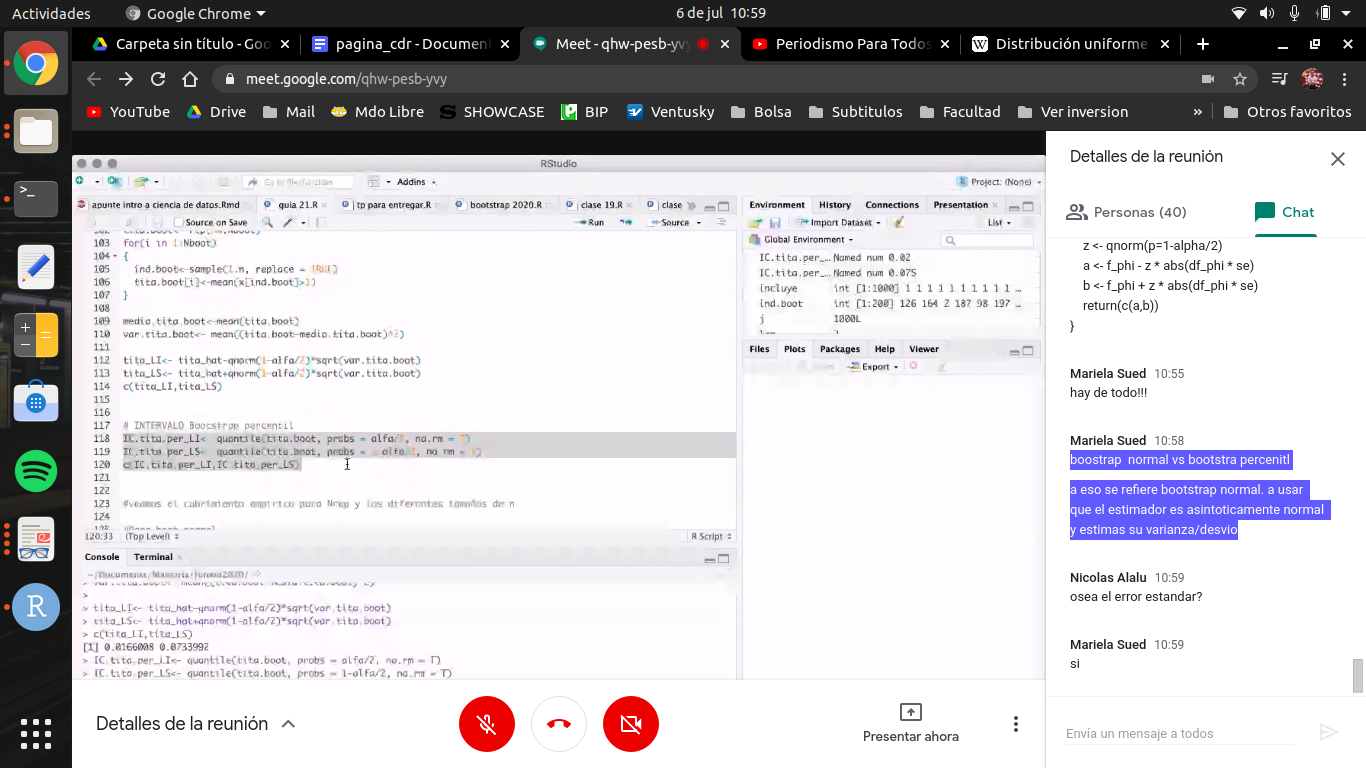 Actividades
Google Chrome
6 de jul 10:59
Carpeta sin título - Goo
pagina_cdr - Document
Meet - qhw-pesb-yvy
Periodismo Para Todos
Distribución uniforme
meet.google.com/qhw-pesb-yvy
YouTube
Drive
Mail
Mdo Libre
SHOWCASE
BIP
Ventusky
Bolsa
Subtitulos
Facultad
Ver inversion
»
Otros favoritos
RStudio
Addins
Project: (None)
apunte intro a ciencia de datos.Rmd
guia 21.R
tp para entregar.R
bootstrap 2020.R
clase 19.R
clase
Source on Save
Run
Source
103 for(i in 1:Nboot)
104 {
105 ind.boot<-sample(1:n, replace =
106 tita.boot[i]<-mean(x[ind.boot]>1)
107 }
108
109 media.tita.boot<-mean(tita.boot)
110 var.tita.boot<- mean((tita.boot-media.tita.boot)^2)
111
112 tita_LI<- tita_hat-qnorm(1-alfa/2)*sqrt(var.tita.boot)
113 tita_LS<- tita_hat+qnorm(1-alfa/2)*sqrt(var.tita.boot)
114 c(tita_LI,tita_LS)
115
116
117 # INTERVALO Boostrap percentil
118 IC.tita.per_LI<- quantile(tita.boot, probs = alfa/2, na.rm = T)
119 IC.tita.per_LS<- quantile(tita.boot, probs = 1-alfa/2, na.rm = T)
120 c(IC.tita.per_LI,IC.tita.per_LS)
121
122
123 #veamos el cubrimiento empirico para Nrep y los diferentes tamaños de n
124
120:33
(Top Level)
R Script
Console
Terminal
>
> tita_LI<- tita_hat-qnorm(1-alfa/2)*sqrt(var.tita.boot)
> tita_LS<- tita_hat+qnorm(1-alfa/2)*sqrt(var.tita.boot)
> c(tita_LI,tita_LS)
[1] 0.0166008 0.0733992
> IC.tita.per_LI<- quantile(tita.boot, probs = alfa/2, na.rm = T)
> IC.tita.per_LS<- quantile(tita.boot, probs = 1-alfa/2, na.rm = T)
Environment
History
Connections
Presentation
Import Dataset
List
Global Environment
IC.tita.per_… Named num 0.02
IC.tita.per_… Named num 0.075
incluye int [1:1000] 1 1 1 1 1 1 1 1 1 …
ind.boot int [1:200] 126 164 2 187 98 197 …
j 1000L
Files
Plots
Packages
Help
Viewer
Export
Detalles de la reunión
Presentar ahora
Detalles de la reunión
Personas (40)
Chat
z <- qnorm(p=1-alpha/2)
a <- f_phi - z * abs(df_phi * se)
b <- f_phi + z * abs(df_phi * se)
return(c(a,b))
}
Mariela Sued 10:55
hay de todo!!!
Mariela Sued 10:58
boostrap normal vs bootstra percenitl
a eso se refiere bootstrap normal. a usar
que el estimador es asintoticamente normal
y estimas su varianza/desvio
Nicolas Alalu 10:59
osea el error estandar?
Mariela Sued 10:59
si
Envía un mensaje a todos